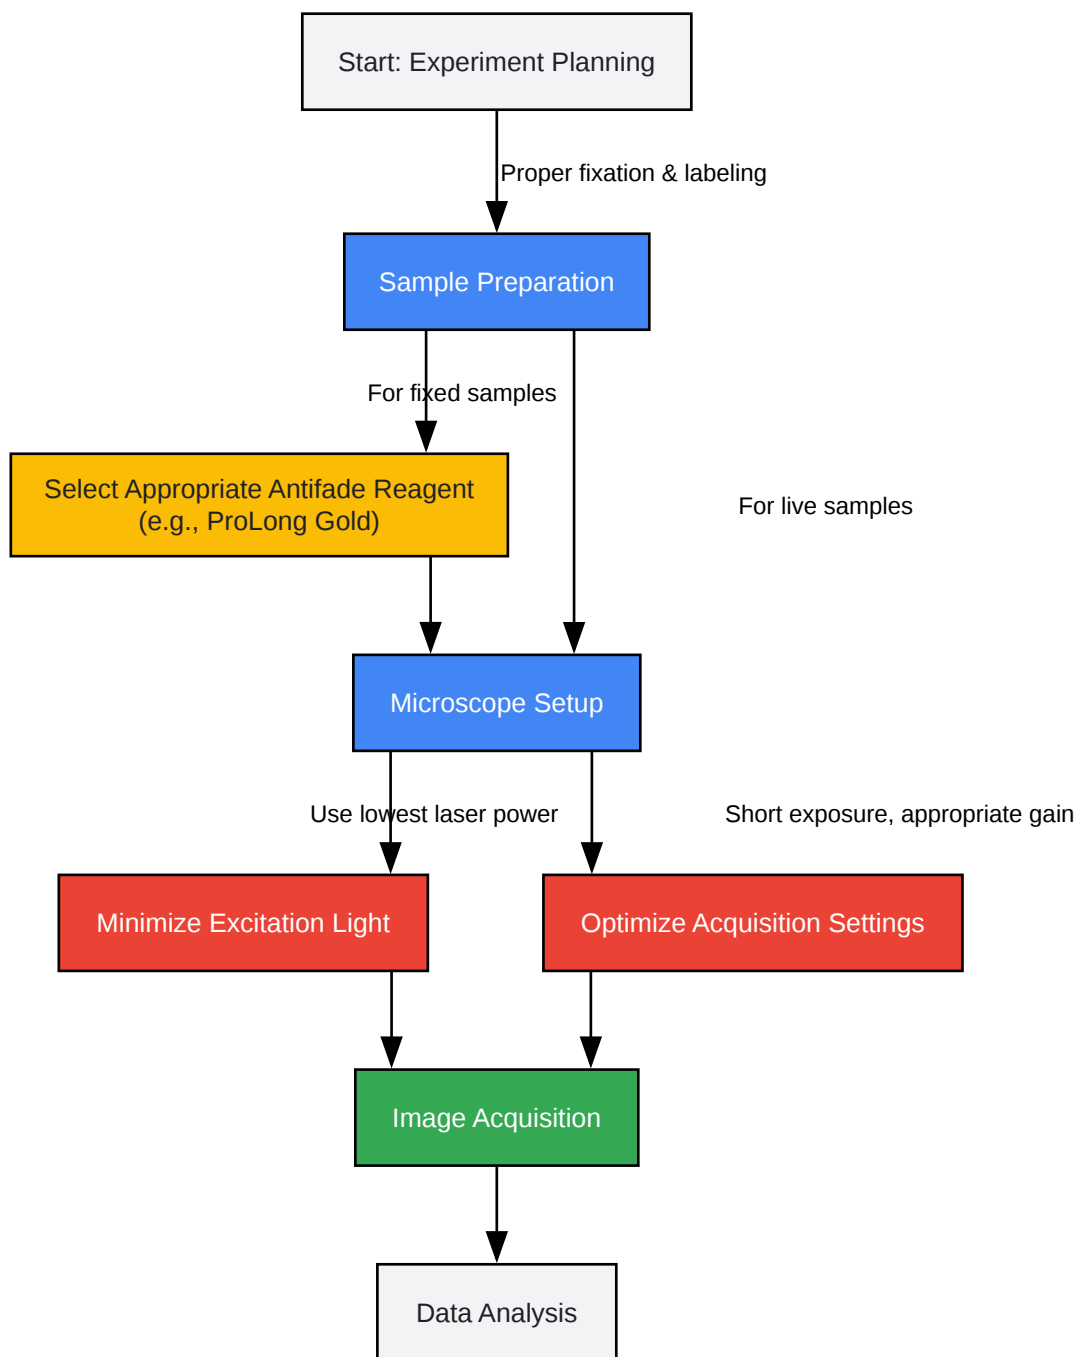 Start: Experiment Planning
Proper fixation & labeling
Sample Preparation
For fixed samples
Select Appropriate Antifade Reagent
(e.g., ProLong Gold)
For live samples
Microscope Setup
Use lowest laser power
Short exposure, appropriate gain
Minimize Excitation Light
Optimize Acquisition Settings
Image Acquisition
Data Analysis